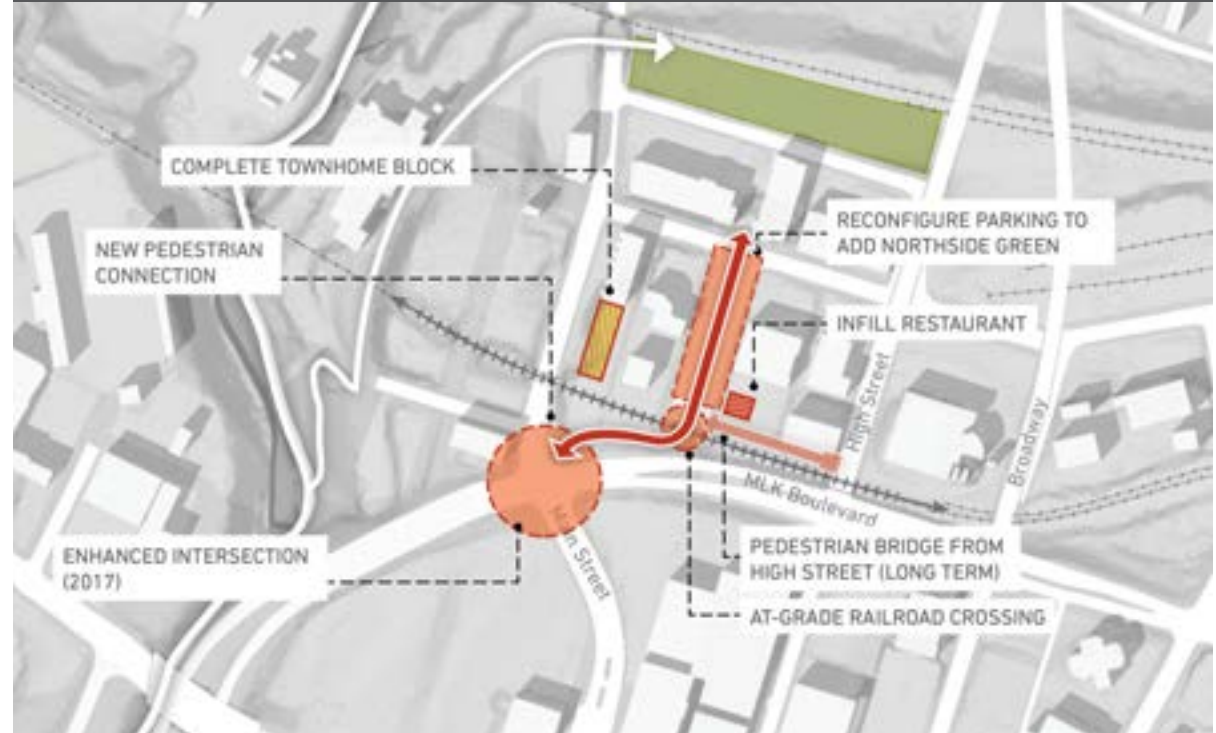 COMPLETE TOWNHOME BLOCK
NEW PEDESTRIAN
CONNECTION
RECONFIGURE PARKING TO
ADD NORTHSIDE GREEN
INFILL RESTAURANT
High Street
Broadway
MLK Boulevard
Main Street
ENHANCED INTERSECTION
(2017)
PEDESTRIAN BRIDGE FROM
HIGH STREET (LONG TERM)
AT-GRADE RAILROAD CROSSING